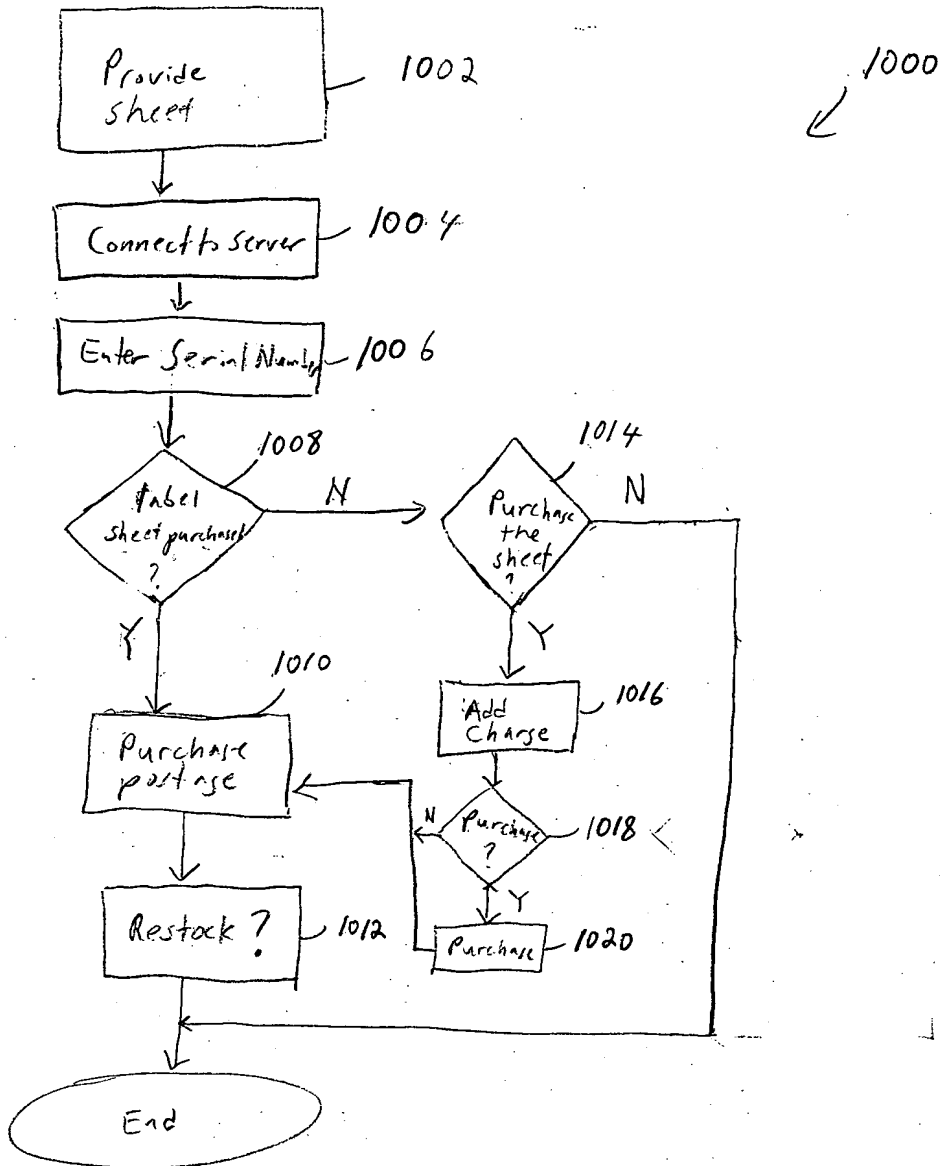 1000
Provide
sheet
1002
Connect to server
1004
Enter Serial Number
1006
1008
label
sheet purchased
?
N
Y
1014
Purchase
the
sheet
?
N
Y
1010
Purchase
postage
1016
Add
Charge
1018
Purchase
?
N
Y
1012
Restock?
1020
Purchase
End